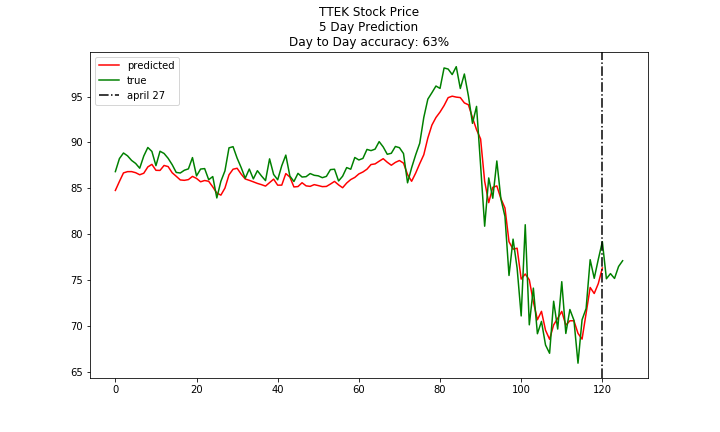 TTEK Stock Price
5 Day Prediction
Day to Day accuracy: 63%
predicted
true
april 27
95
90
85
80
75
70
65
0
20
40
60
80
100
120